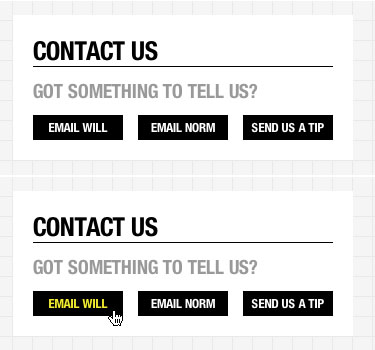 CONTACT US
GOT SOMETHING TO TELL US?
EMAIL WILL EMAIL NORM SEND US A TIP
CONTACT US
GOT SOMETHING TO TELL US?
EMAIL WILL EMAIL NORM SEND US A TIP